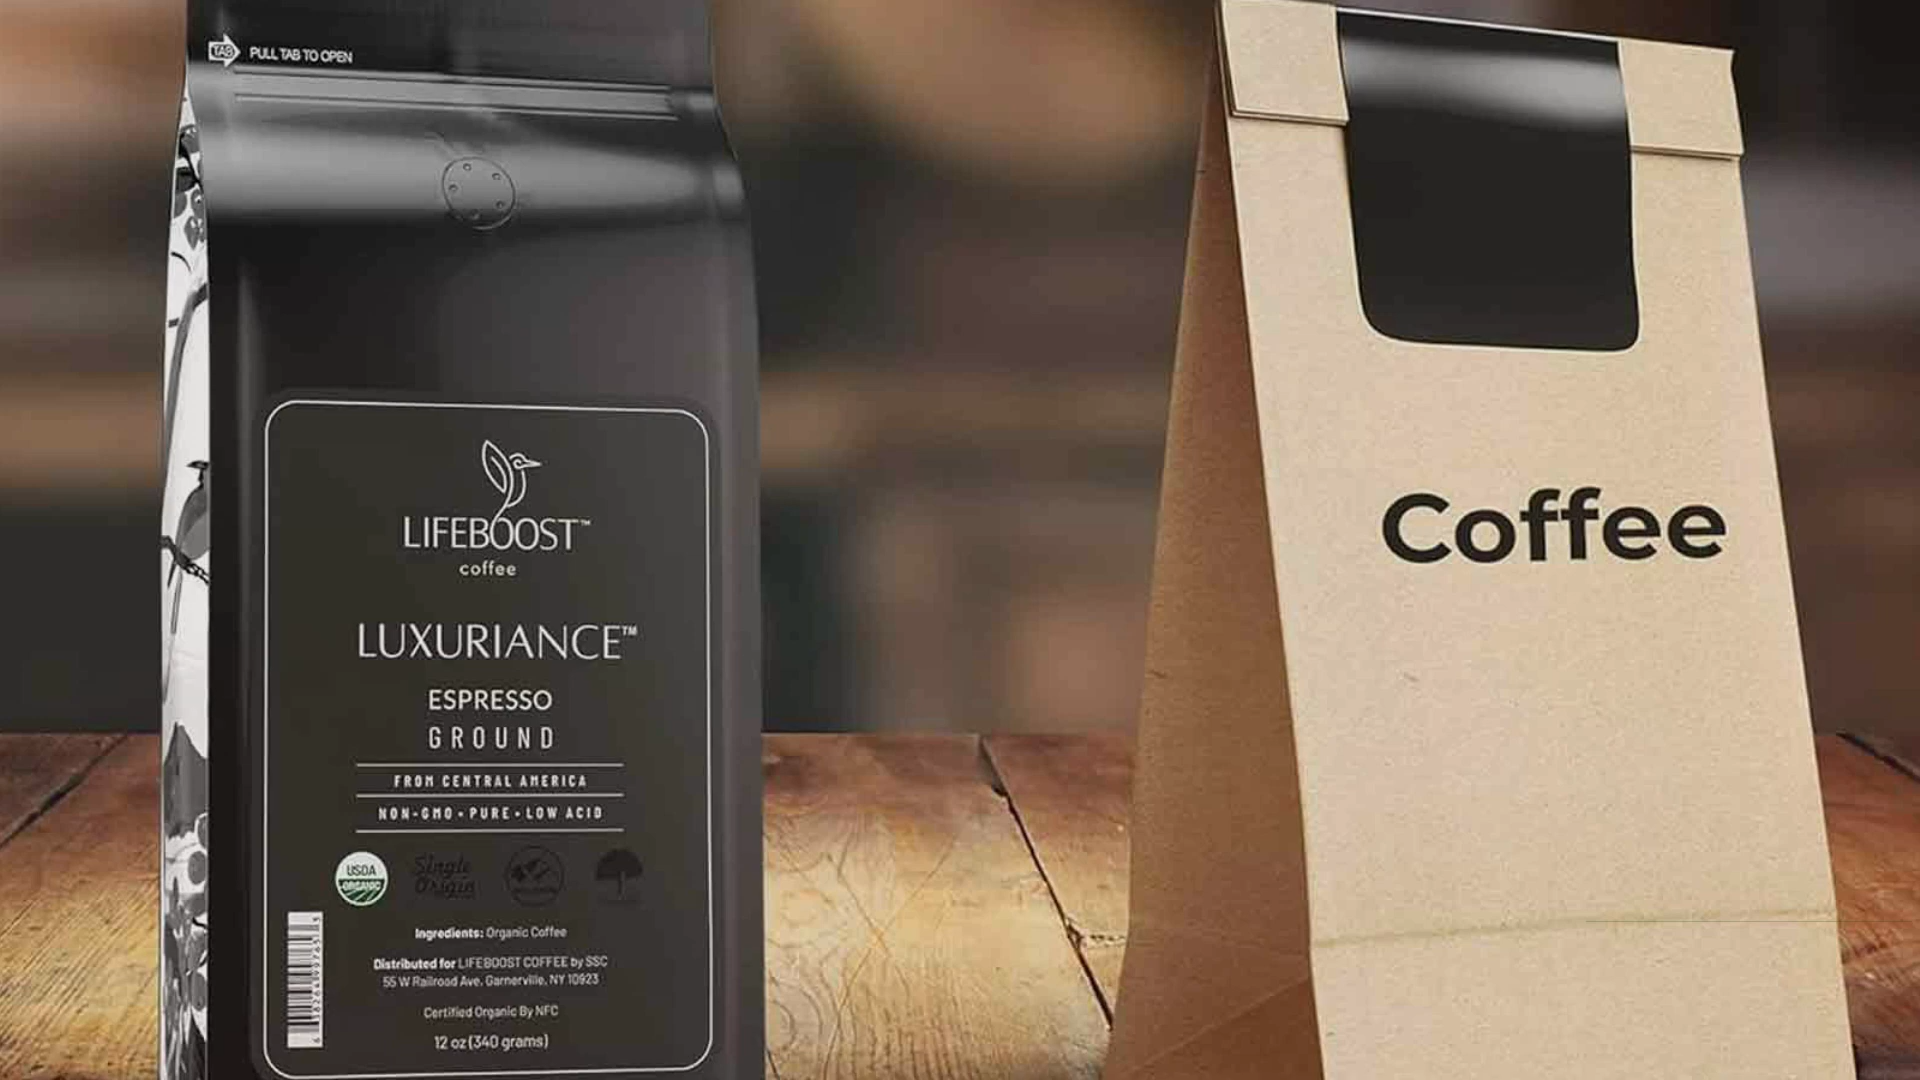 TAB PULL TAB TO OPEN
LIFEBOOST™
coffee
LUXURIANCE™
ESPRESSO
GROUND
FROM CENTRAL AMERICA
NON-GMO • PURE • LOW ACID
USDA
ORGANIC
Single
Origin
Ingredients: Organic Coffee
Distributed for LIFEBOOST COFFEE by SSC
55 W Railroad Ave. Garnerville, NY 10923
Certified Organic By NFC
12 oz (340 grams)
Coffee